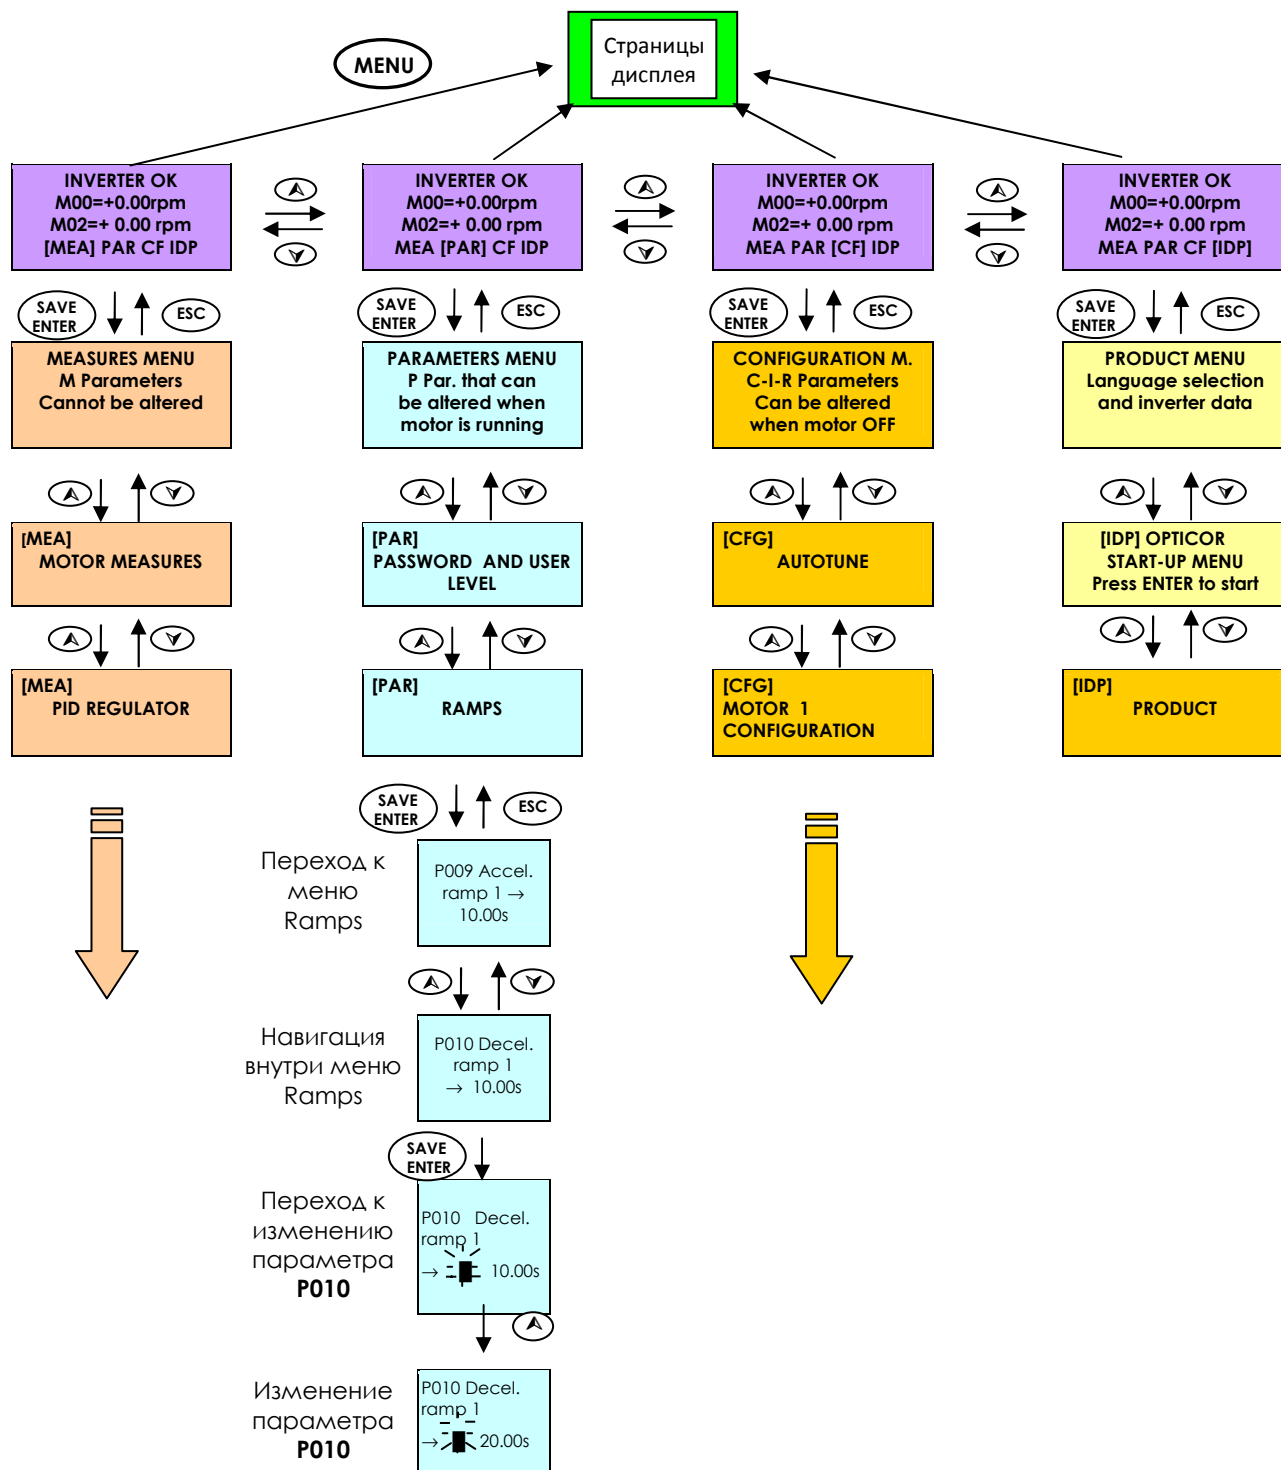 MENU
Страницы
дисплея
INVERTER OK
M00=+0.00rpm
M02=+ 0.00 rpm
[MEA] PAR CF IDP
INVERTER OK
M00=+0.00rpm
M02=+ 0.00 rpm
MEA [PAR] CF IDP
INVERTER OK
M00=+0.00rpm
M02=+ 0.00 rpm
MEA PAR [CF] IDP
INVERTER OK
M00=+0.00rpm
M02=+ 0.00 rpm
MEA PAR CF [IDP]
SAVE
ENTER
ESC
SAVE
ENTER
ESC
SAVE
ENTER
ESC
SAVE
ENTER
ESC
MEASURES MENU
M Parameters
Cannot be altered
PARAMETERS MENU
P Par. that can
be altered when
motor is running
CONFIGURATION M.
C-I-R Parameters
Can be altered
when motor OFF
PRODUCT MENU
Language selection
and inverter data
[MEA]
MOTOR MEASURES
[PAR]
PASSWORD AND USER
LEVEL
[CFG]
AUTOTUNE
[IDP] OPTICOR
START-UP MENU
Press ENTER to start
[MEA]
PID REGULATOR
[PAR]
RAMPS
[CFG]
MOTOR 1
CONFIGURATION
[IDP]
PRODUCT
SAVE
ENTER
ESC
Переход к
меню
Ramps
P009 Accel.
ramp 1 →
10.00s
Навигация
внутри меню
Ramps
P010 Decel.
ramp 1
→ 10.00s
SAVE
ENTER
Переход к
изменению
параметра
P010
P010 Decel.
ramp 1
→ 10.00s
Изменение
параметра
P010
P010 Decel.
ramp 1
→ 20.00s